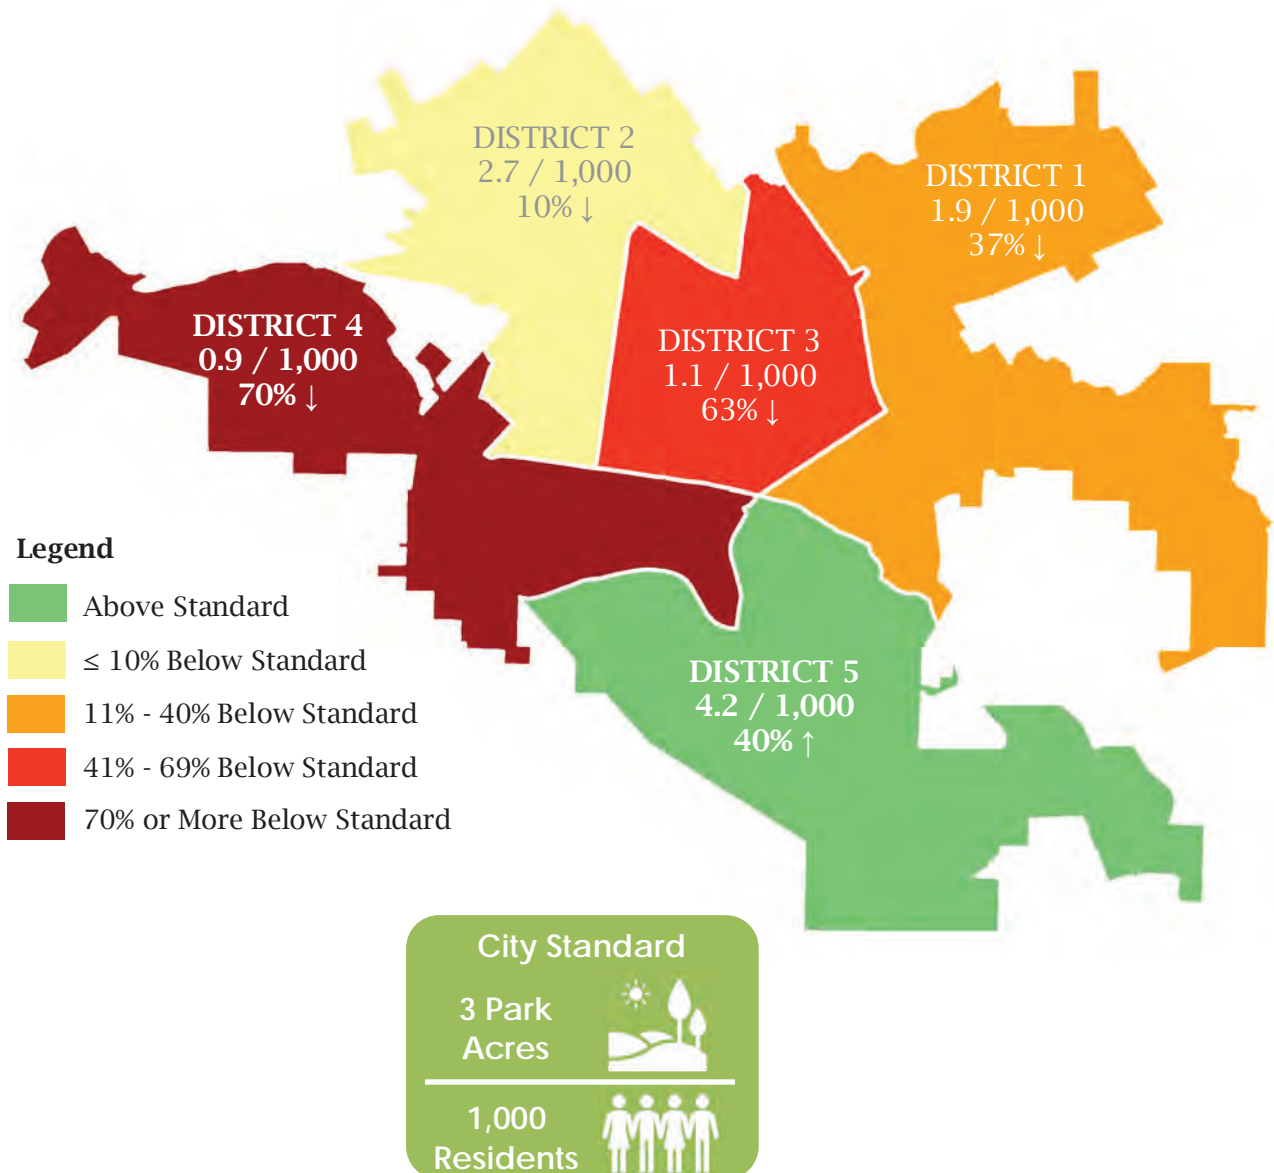 DISTRICT 2
2.7 / 1,000
10% ↓
DISTRICT 1
1.9 / 1,000
37% ↓
DISTRICT 4
0.9 / 1,000
70% ↓
DISTRICT 3
1.1 / 1,000
63% ↓
Legend
Above Standard
≤ 10% Below Standard
11% - 40% Below Standard
41% - 69% Below Standard
70% or More Below Standard
DISTRICT 5
4.2 / 1,000
40% ↑
City Standard
3 Park
Acres
1,000
Residents